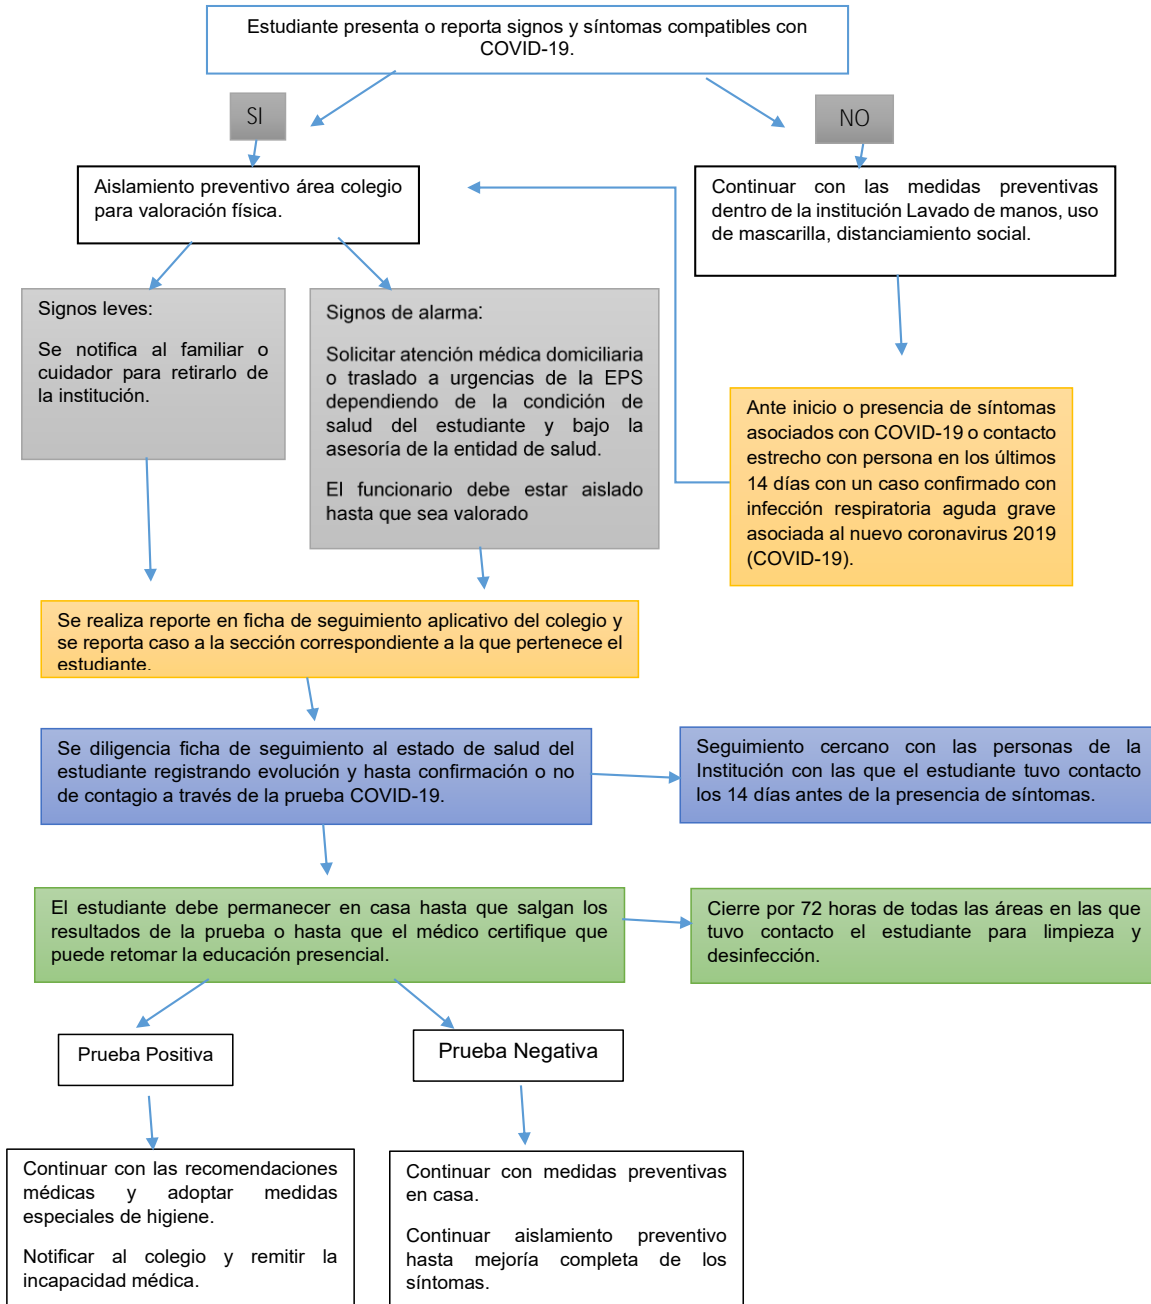 Estudiante presenta o reporta signos y síntomas compatibles con
COVID-19.
SI
NO
Aislamiento preventivo área colegio
para valoración física.
Continuar con las medidas preventivas
dentro de la institución Lavado de manos, uso
de mascarilla, distanciamiento social.
Signos leves:
Se notifica al familiar o
cuidador para retirarlo de
la institución.
Signos de alarma:
Solicitar atención médica domiciliaria
o traslado a urgencias de la EPS
dependiendo de la condición de
salud del estudiante y bajo la
asesoría de la entidad de salud.
El funcionario debe estar aislado
hasta que sea valorado
Ante inicio o presencia de síntomas
asociados con COVID-19 o contacto
estrecho con persona en los últimos
14 días con un caso confirmado con
infección respiratoria aguda grave
asociada al nuevo coronavirus 2019
(COVID-19).
Se realiza reporte en ficha de seguimiento aplicativo del colegio y
se reporta caso a la sección correspondiente a la que pertenece el
estudiante.
Se diligencia ficha de seguimiento al estado de salud del
estudiante registrando evolución y hasta confirmación o no
de contagio a través de la prueba COVID-19.
Seguimiento cercano con las personas de la
Institución con las que el estudiante tuvo contacto
los 14 días antes de la presencia de síntomas.
El estudiante debe permanecer en casa hasta que salgan los
resultados de la prueba o hasta que el médico certifique que
puede retomar la educación presencial.
Cierre por 72 horas de todas las áreas en las que
tuvo contacto el estudiante para limpieza y
desinfección.
Prueba Positiva
Prueba Negativa
Continuar con las recomendaciones
médicas y adoptar medidas
especiales de higiene.
Notificar al colegio y remitir la
incapacidad médica.
Continuar con medidas preventivas
en casa.
Continuar aislamiento preventivo
hasta mejoría completa de los
síntomas.